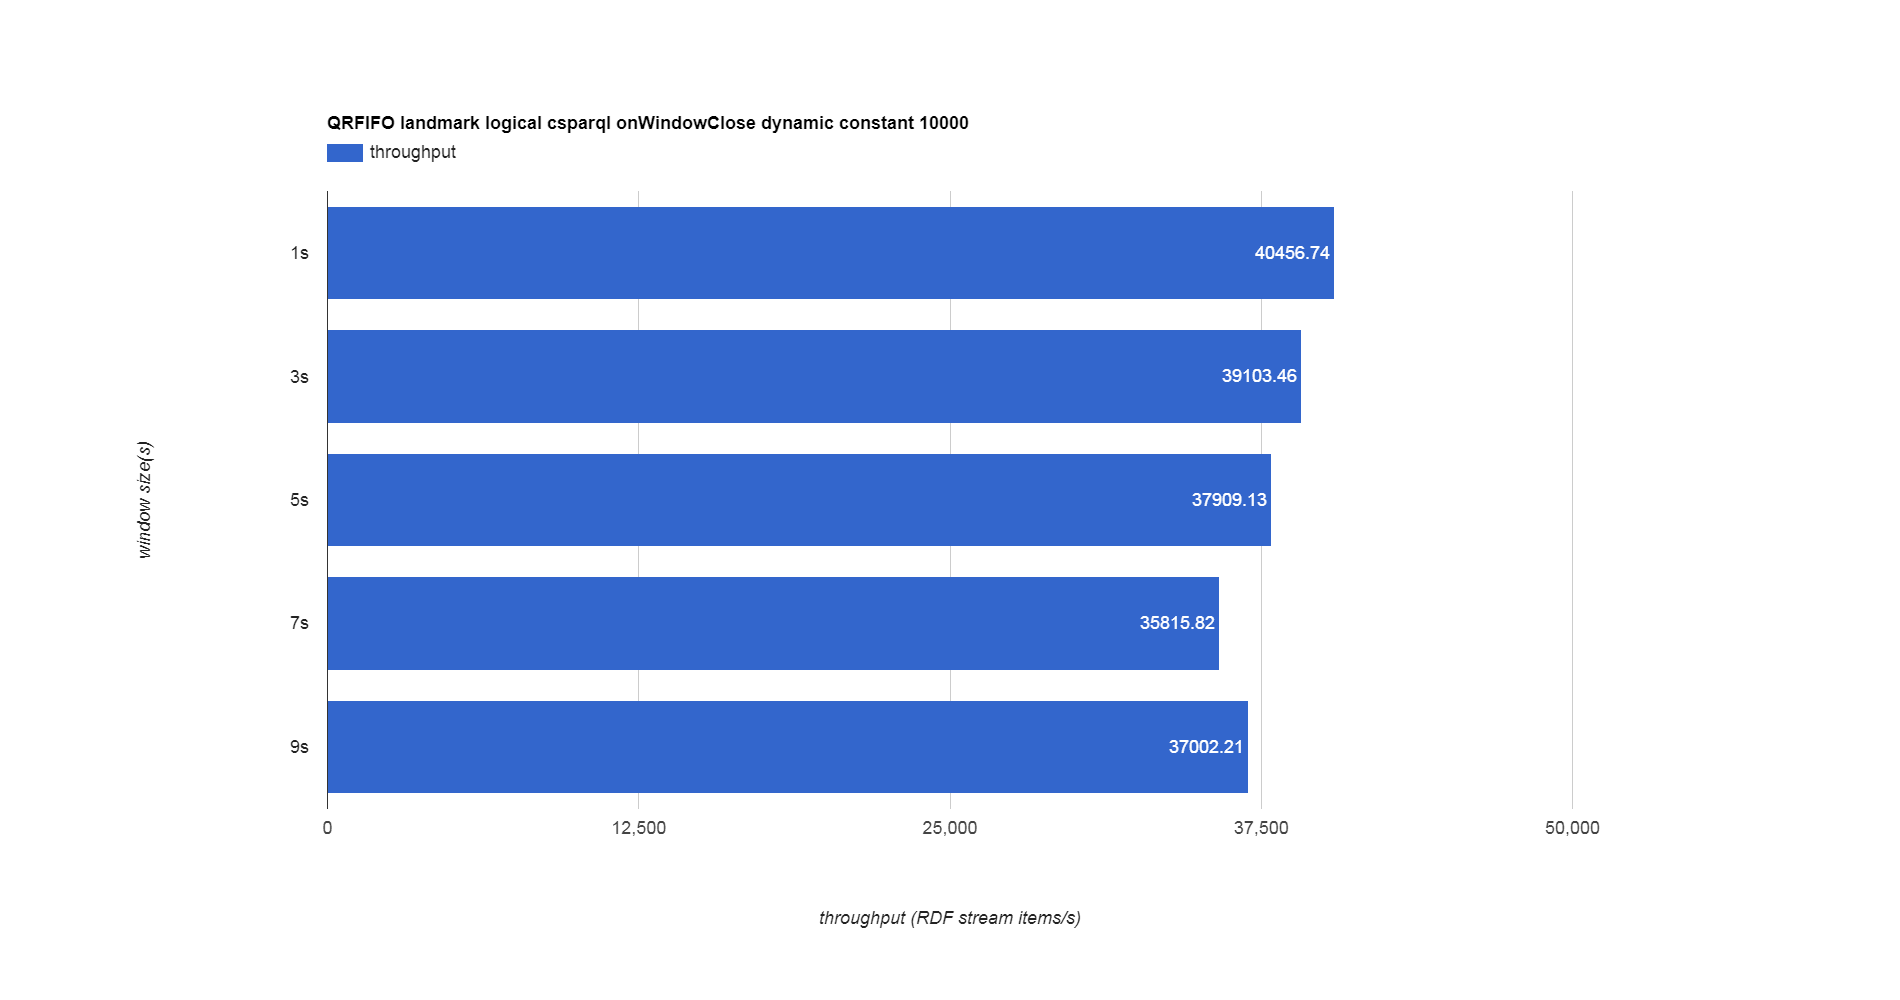 QRFIFO landmark logical csparql onWindowClose dynamic constant 10000
throughput
1s
40456.74
3s
39103.46
5s
37909.13
7s
35815.82
9s
37002.21
window size(s)
0
12,500
25,000
37,500
50,000
throughput (RDF stream items/s)